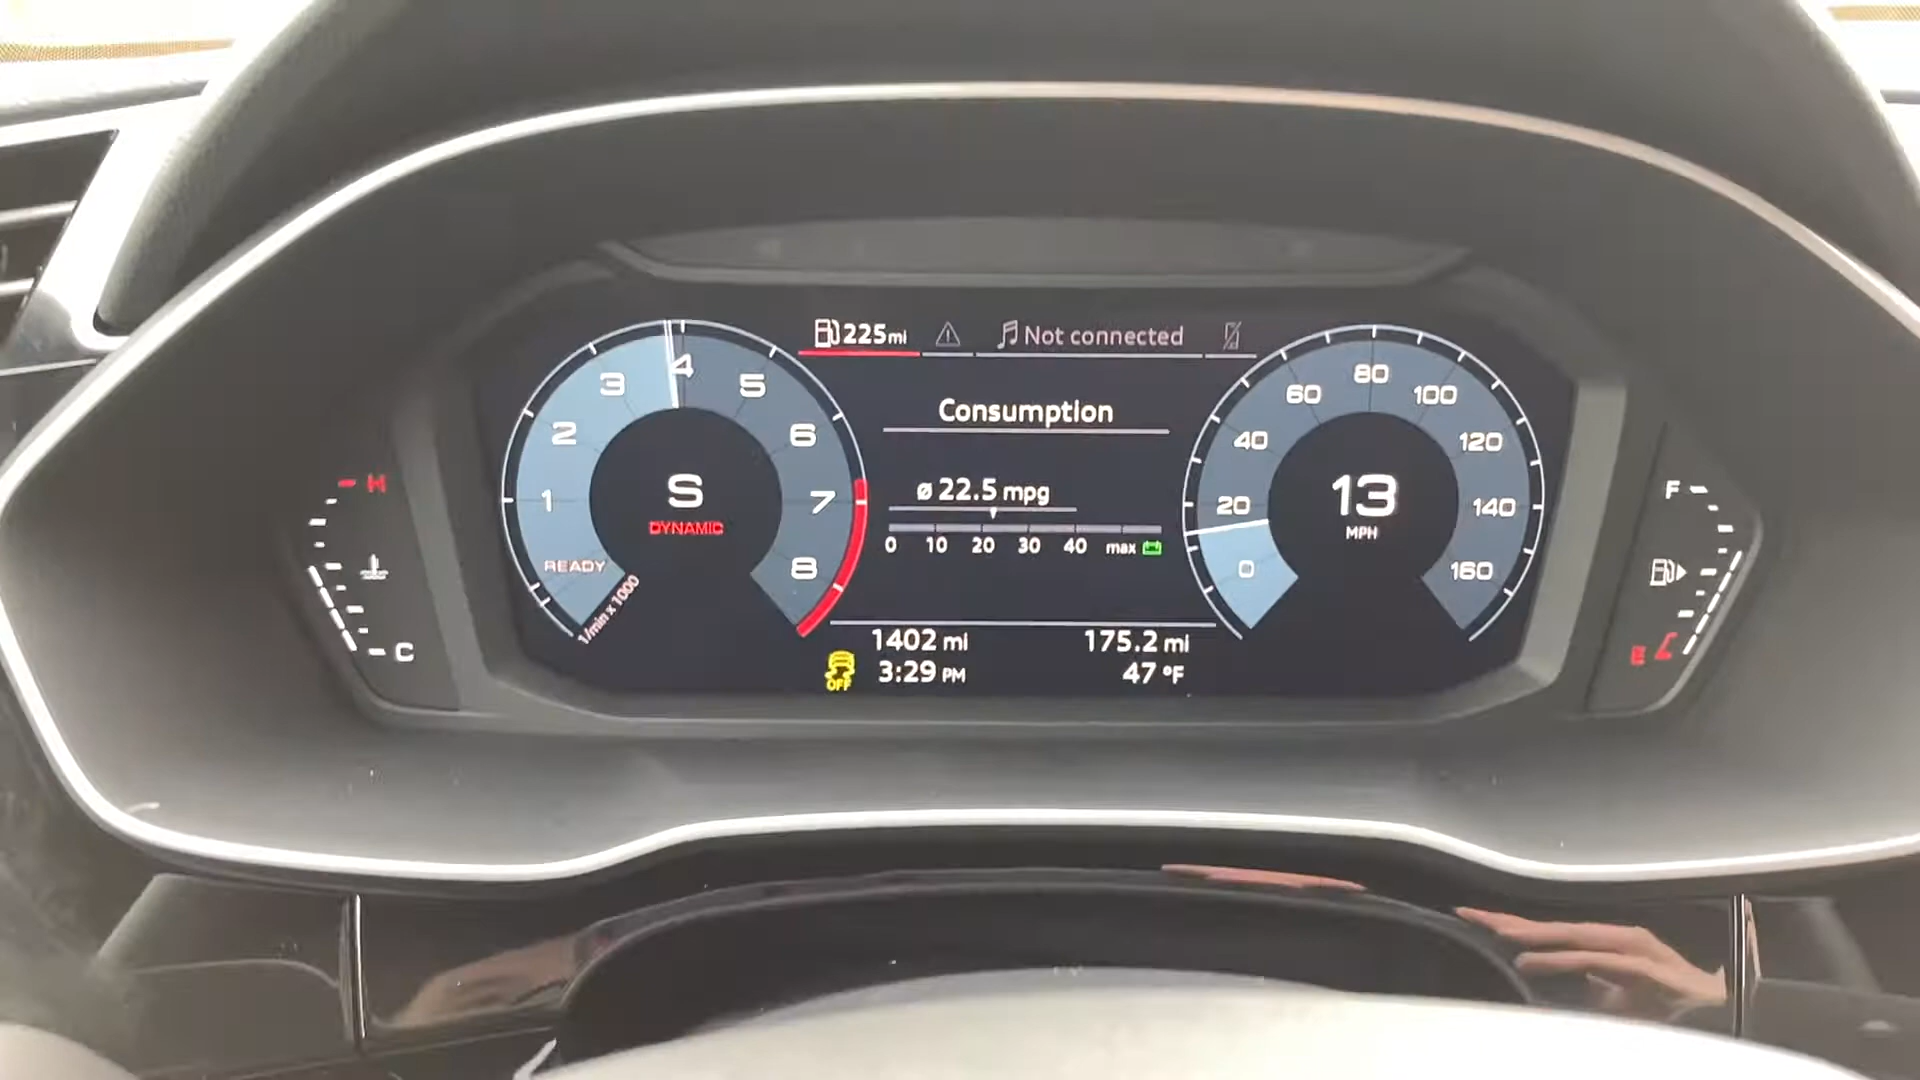 225 mi
Not connected
Consumption
ø 22.5 mpg
0 10 20 30 40 max
1402 mi 175.2 mi
OFF 3:29 PM 47 °F
1 2 3 4 5 6 7 8
S
DYNAMIC
READY
1/min x 1000
0 20 40 60 80 100 120 140 160
13
MPH
H
C
F
E